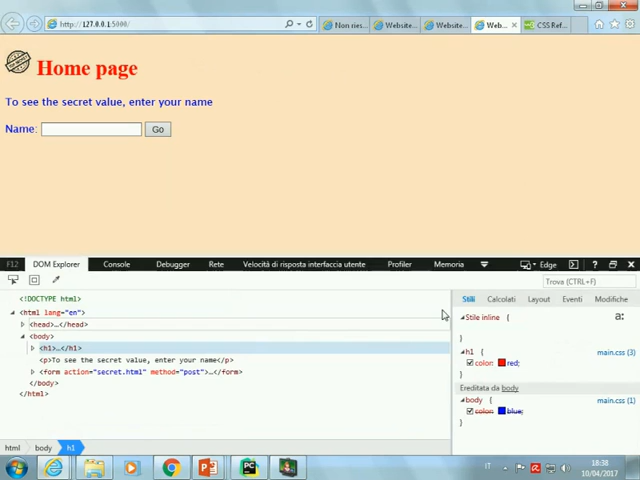 http://127.0.0.1:5000/
Non ries...
Website...
Website...
Web...
CSS Ref...
Home page
To see the secret value, enter your name
Name:
Go
F12
DOM Explorer
Console
Debugger
Rete
Velocità di risposta interfaccia utente
Profiler
Memoria
Edge
Trova (CTRL+F)
<!DOCTYPE html>
<html lang="en">
<head>...</head>
<body>
<h1>...</h1>
<p>To see the secret value, enter your name</p>
<form action="secret.html" method="post">...</form>
</body>
</html>
Stili
Calcolati
Layout
Eventi
Modifiche
Stile inline {
a:
}
h1 {
main.css (3)
color: red;
}
Ereditata da body
body {
main.css (1)
color: blue;
}
html
body
h1
PC
IT
18:38
10/04/2017